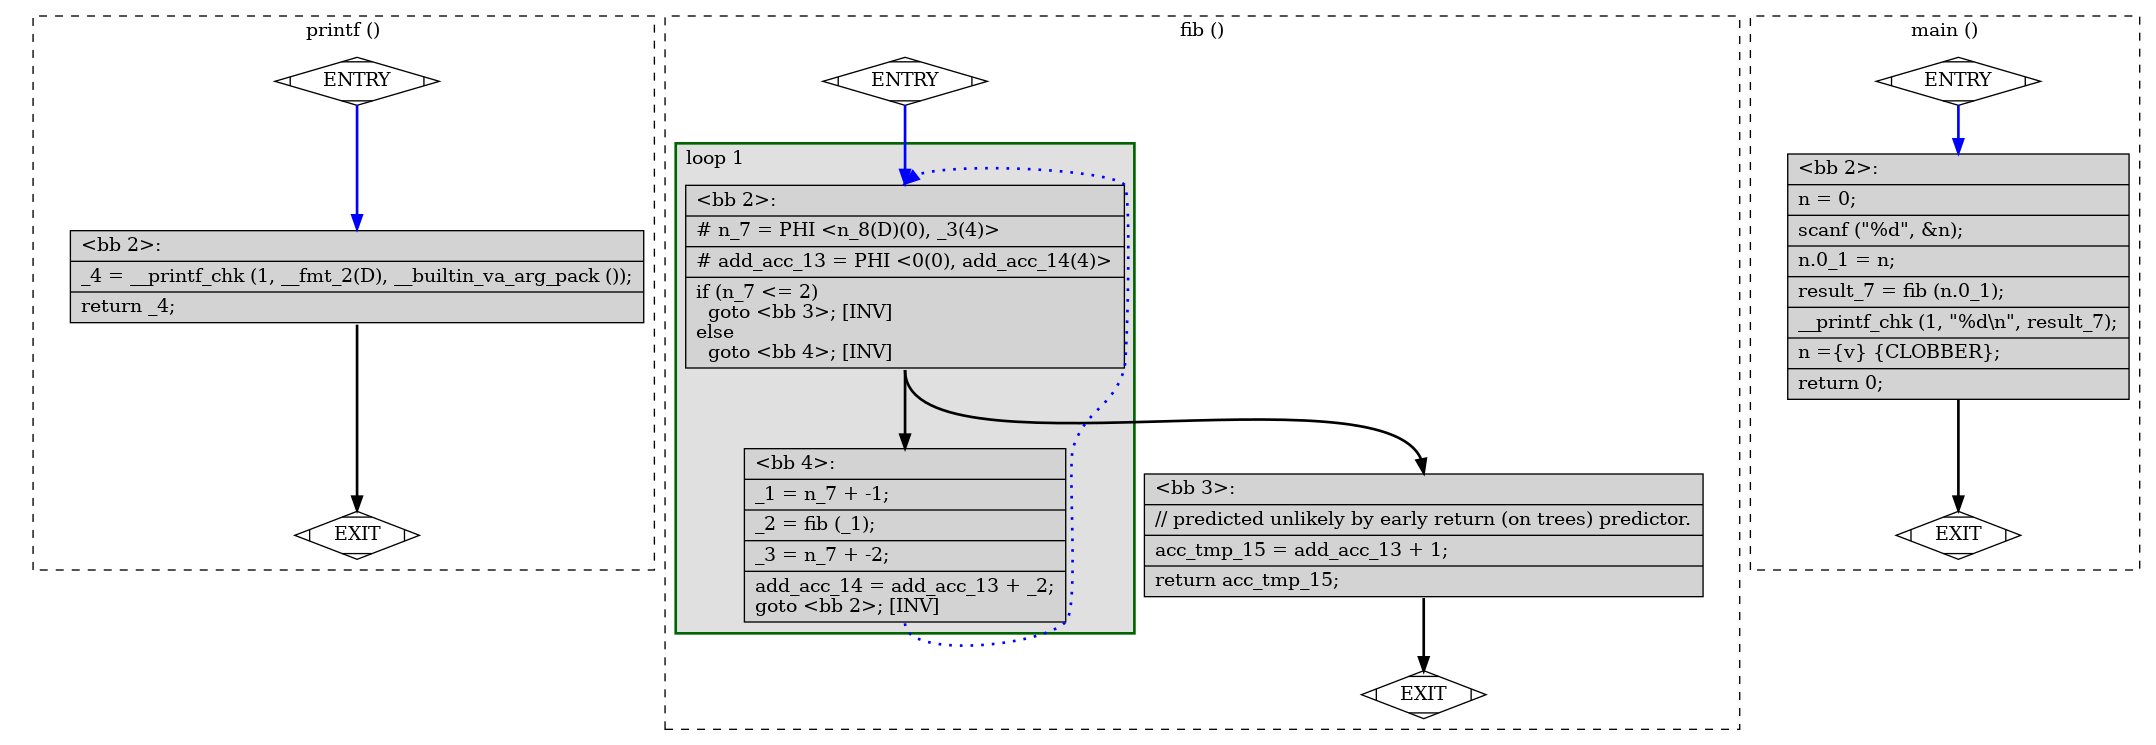 printf ()
ENTRY
<bb 2>:
_4 = __printf_chk (1, __fmt_2(D), __builtin_va_arg_pack ());
return _4;
EXIT
fib ()
ENTRY
loop 1
<bb 2>:
# n_7 = PHI <n_8(D)(0), _3(4)>
# add_acc_13 = PHI <0(0), add_acc_14(4)>
if (n_7 <= 2)
goto <bb 3>; [INV]
else
goto <bb 4>; [INV]
<bb 4>:
_1 = n_7 + -1;
_2 = fib (_1);
_3 = n_7 + -2;
add_acc_14 = add_acc_13 + _2;
goto <bb 2>; [INV]
<bb 3>:
// predicted unlikely by early return (on trees) predictor.
acc_tmp_15 = add_acc_13 + 1;
return acc_tmp_15;
EXIT
main ()
ENTRY
<bb 2>:
n = 0;
scanf ("%d", &n);
n.0_1 = n;
result_7 = fib (n.0_1);
__printf_chk (1, "%d\n", result_7);
n ={v} {CLOBBER};
return 0;
EXIT